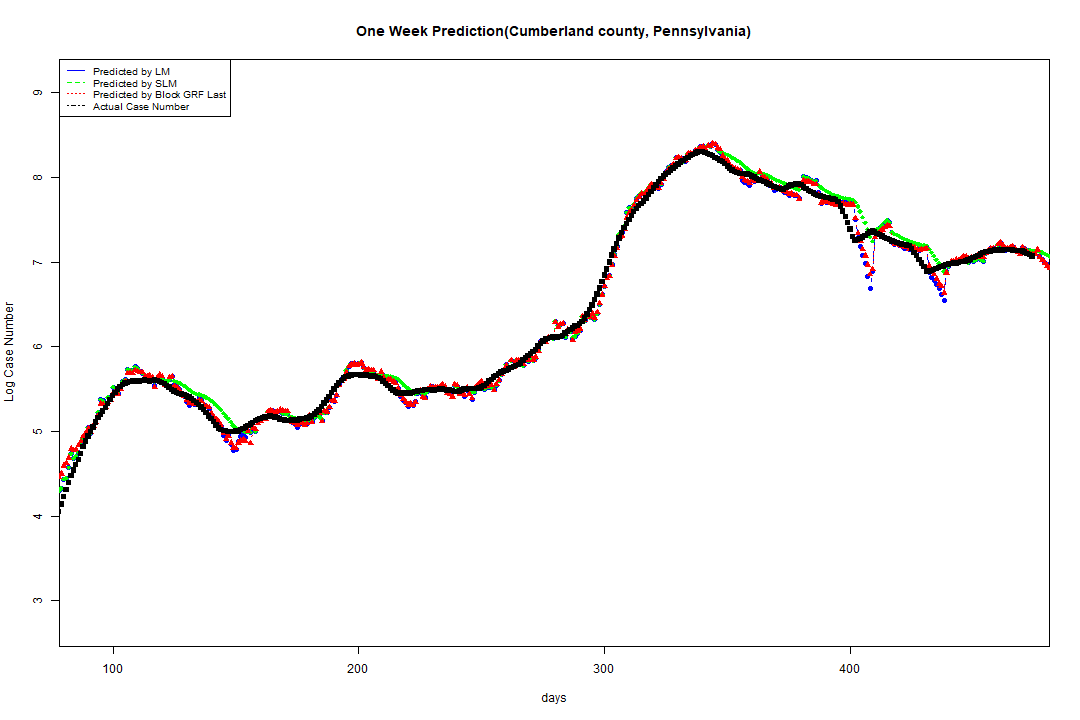 One Week Prediction(Cumberland county, Pennsylvania)
Predicted by LM
Predicted by SLM
Predicted by Block GRF Last
Actual Case Number
9
8
7
6
5
4
3
Log Case Number
100 200 300 400
days